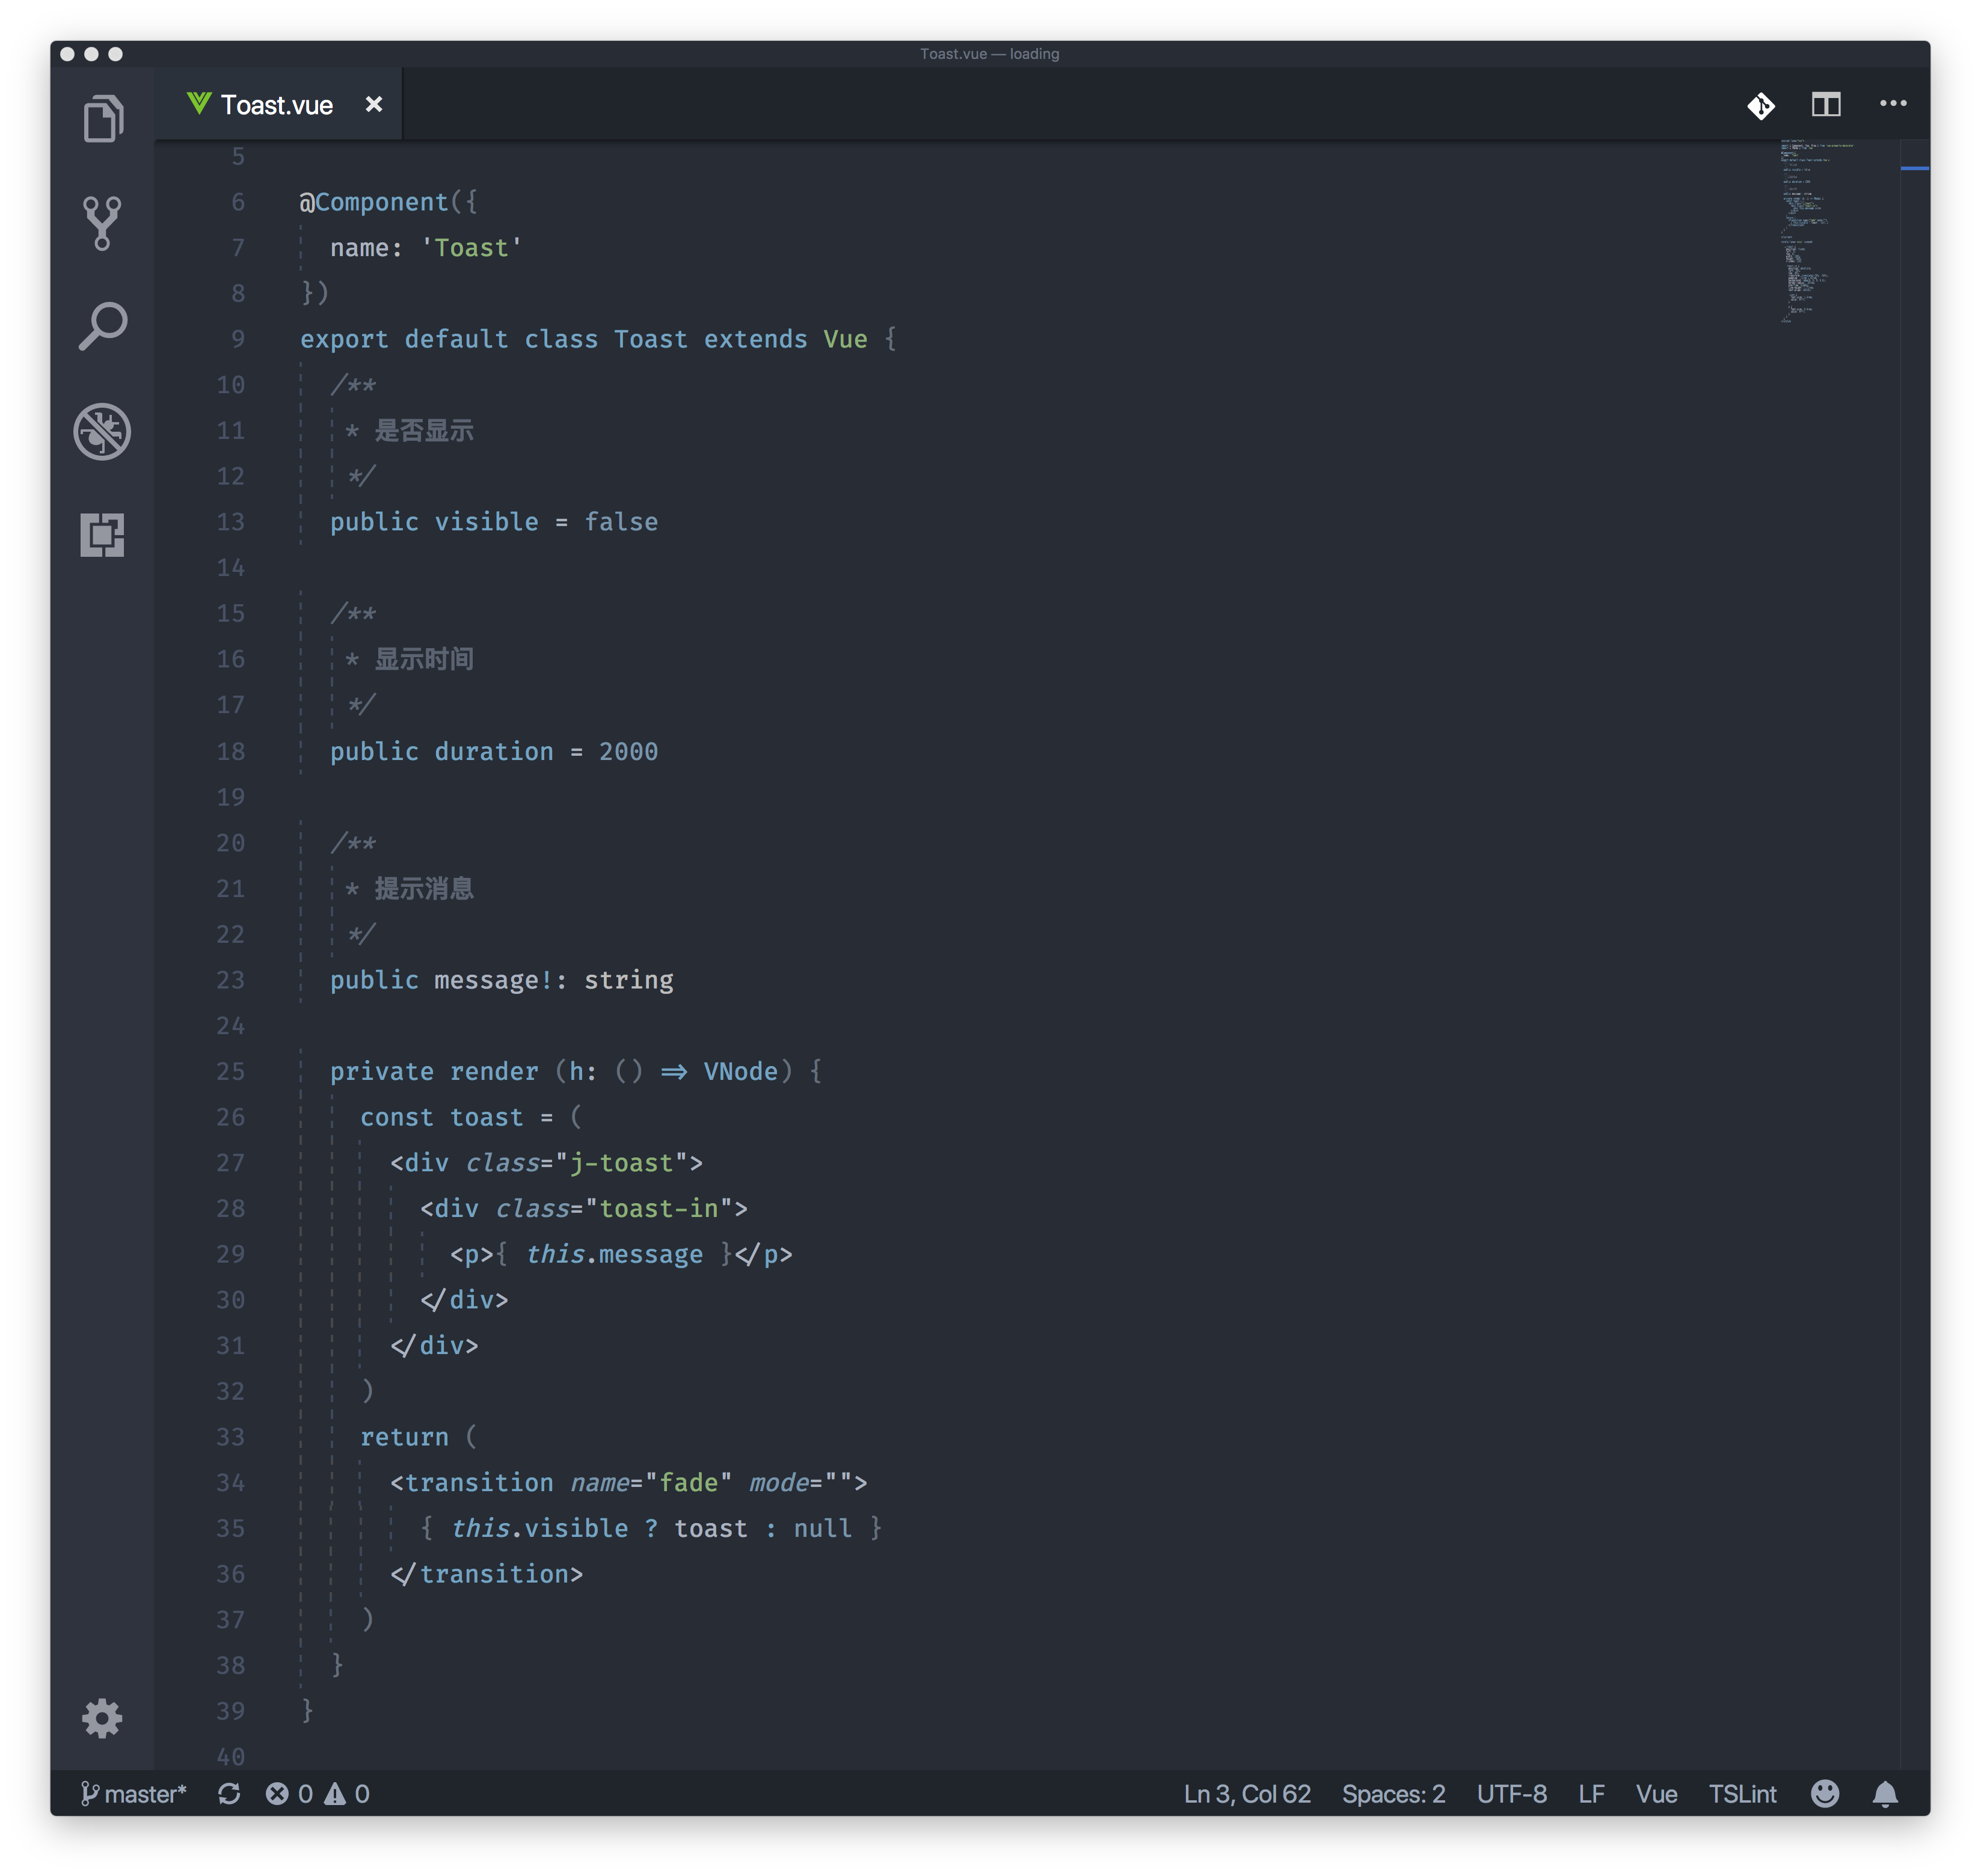 Toast.vue — loading
Toast.vue
5
6 @Component({
7   name: 'Toast'
8 })
9 export default class Toast extends Vue {
10   /**
11    * 是否显示
12    */
13   public visible = false
14
15   /**
16    * 显示时间
17    */
18   public duration = 2000
19
20   /**
21    * 提示消息
22    */
23   public message!: string
24
25   private render (h: () => VNode) {
26     const toast = (
27       <div class="j-toast">
28         <div class="toast-in">
29           <p>{ this.message }</p>
30         </div>
31       </div>
32     )
33     return (
34       <transition name="fade" mode="">
35         { this.visible ? toast : null }
36       </transition>
37     )
38   }
39 }
40
master* 0 0 Ln 3, Col 62 Spaces: 2 UTF-8 LF Vue TSLint